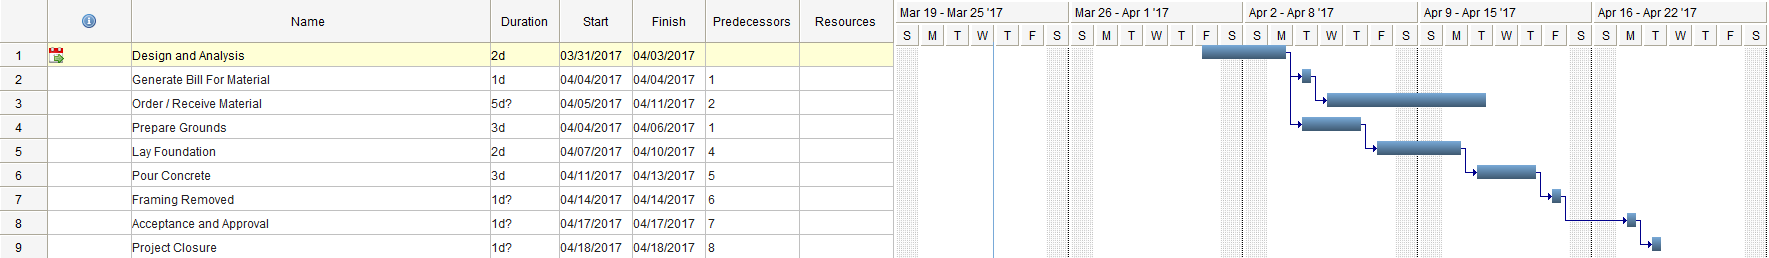 Name Duration Start Finish Predecessors Resources Mar 19 - Mar 25 '17 Mar 26 - Apr 1 '17 Apr 2 - Apr 8 '17 Apr 9 - Apr 15 '17 Apr 16 - Apr 22 '17
S M T W T F S S M T W T F S S M T W T F S S M T W T F S S M T W T F S
1 Design and Analysis 2d 03/31/2017 04/03/2017
2 Generate Bill For Material 1d 04/04/2017 04/04/2017 1
3 Order / Receive Material 5d? 04/05/2017 04/11/2017 2
4 Prepare Grounds 3d 04/04/2017 04/06/2017 1
5 Lay Foundation 2d 04/07/2017 04/10/2017 4
6 Pour Concrete 3d 04/11/2017 04/13/2017 5
7 Framing Removed 1d? 04/14/2017 04/14/2017 6
8 Acceptance and Approval 1d? 04/17/2017 04/17/2017 7
9 Project Closure 1d? 04/18/2017 04/18/2017 8